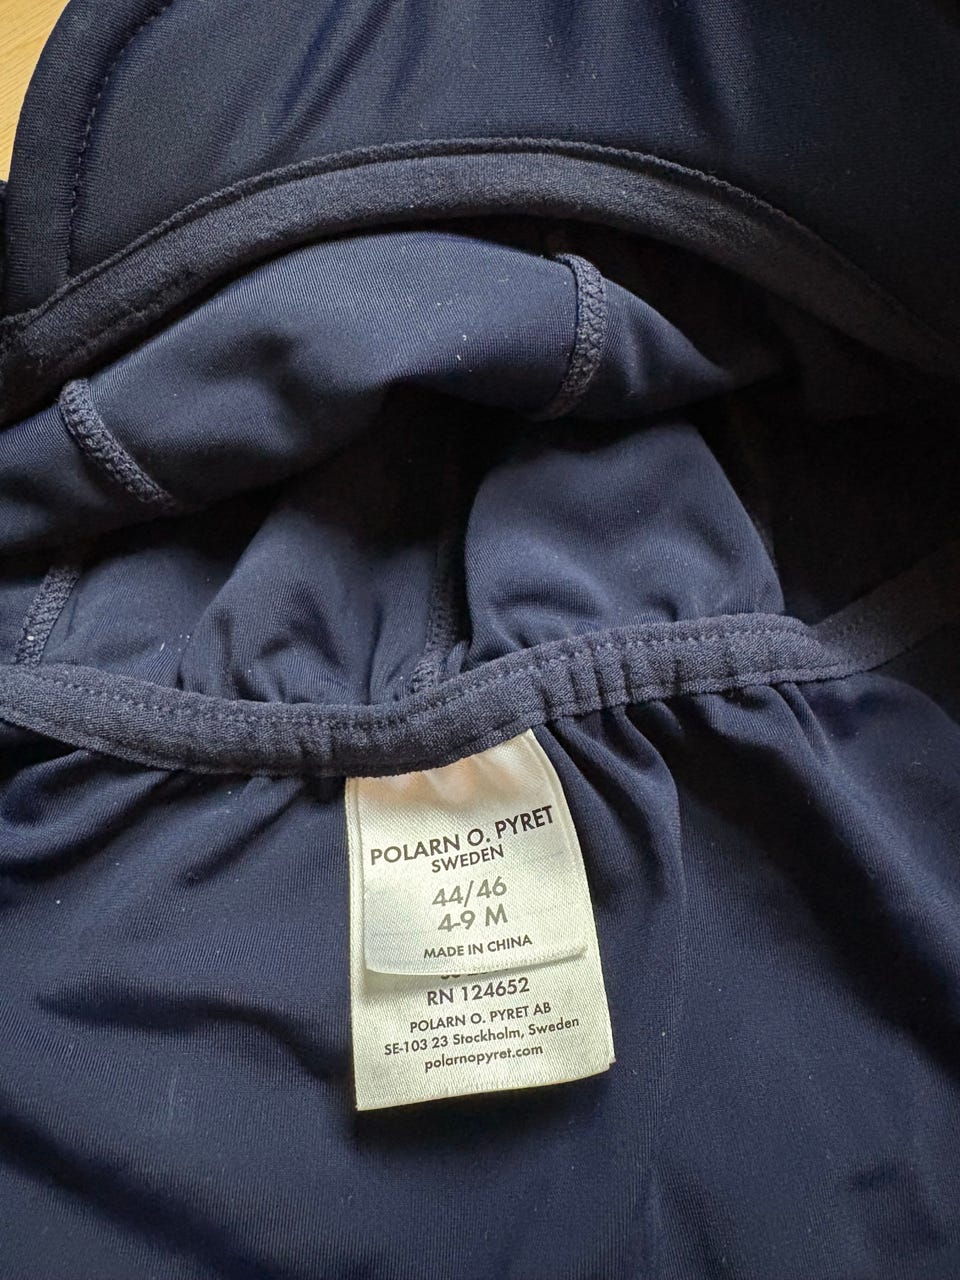 POLARN O. PYRET
SWEDEN
44/46
4-9 M
MADE IN CHINA
RN 124652
POLARN O. PYRET AB
SE-103 23 Stockholm, Sweden
polarnopyret.com